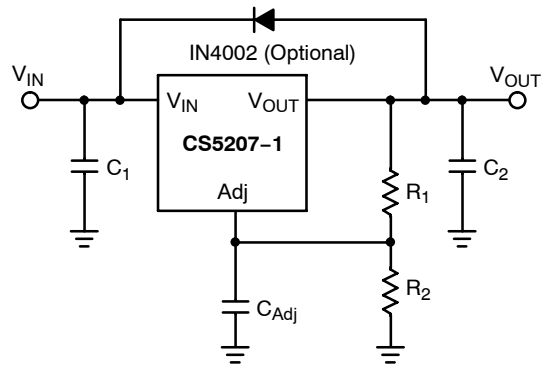 IN4002 (Optional)
VIN
VOUT
VIN VOUT
CS5207−1
C1
Adj
R1
C2
CAdj
R2